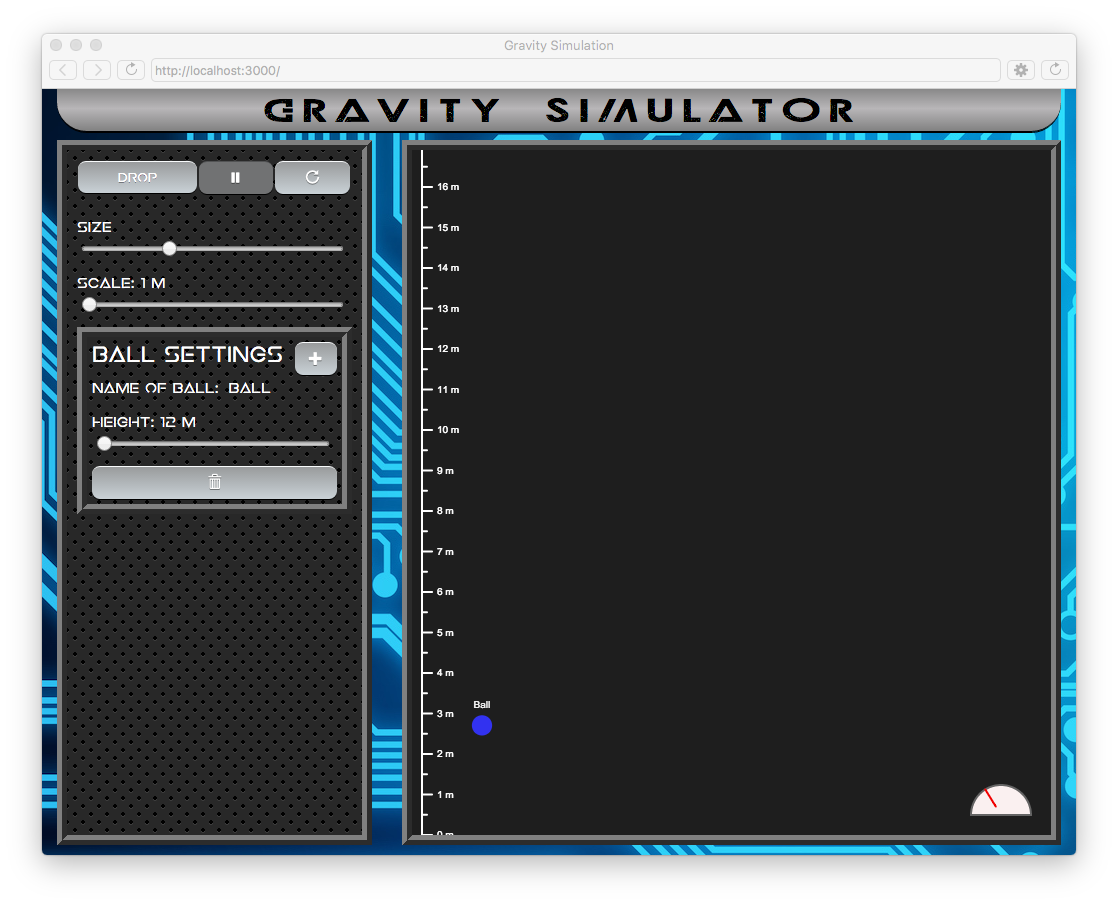 Gravity Simulation
http://localhost:3000/
GRAVITY SIMULATOR
DROP
SIZE
SCALE: 1 M
BALL SETTINGS
+
NAME OF BALL: BALL
HEIGHT: 12 M
16 m
15 m
14 m
13 m
12 m
11 m
10 m
9 m
8 m
7 m
6 m
5 m
4 m
Ball
3 m
2 m
1 m
0 m